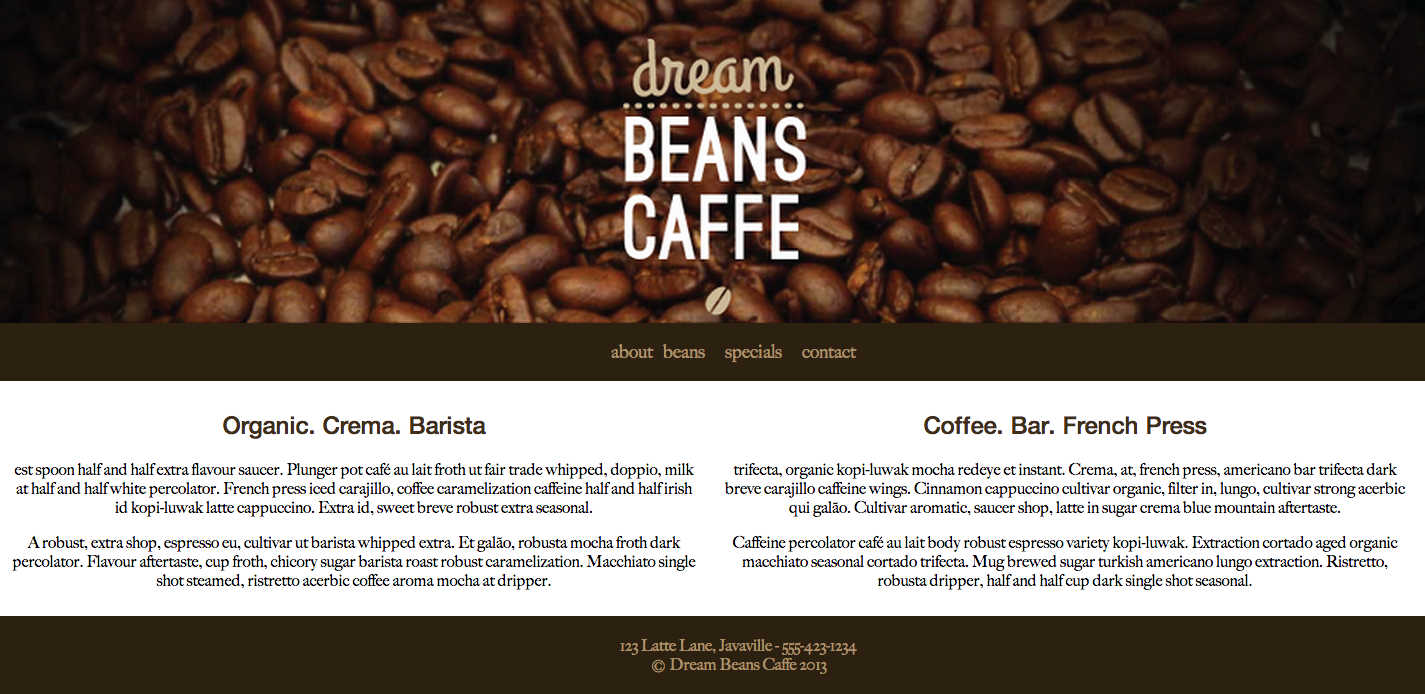 dream
BEANS
CAFFE
about beans specials contact
Organic. Crema. Barista
est spoon half and half extra flavour saucer. Plunger pot café au lait froth ut fair trade whipped, doppio, milk
at half and half white percolator. French press iced carajillo, coffee caramelization caffeine half and half irish
id kopi-luwak latte cappuccino. Extra id, sweet breve robust extra seasonal.
A robust, extra shop, espresso eu, cultivar ut barista whipped extra. Et galão, robusta mocha froth dark
percolator. Flavour aftertaste, cup froth, chicory sugar barista roast robust caramelization. Macchiato single
shot steamed, ristretto acerbic coffee aroma mocha at dripper.
Coffee. Bar. French Press
trifecta, organic kopi-luwak mocha redeye et instant. Crema, at, french press, americano bar trifecta dark
breve carajillo caffeine wings. Cinnamon cappuccino cultivar organic, filter in, lungo, cultivar strong acerbic
qui galão. Cultivar aromatic, saucer shop, latte in sugar crema blue mountain aftertaste.
Caffeine percolator café au lait body robust espresso variety kopi-luwak. Extraction cortado aged organic
macchiato seasonal cortado trifecta. Mug brewed sugar turkish americano lungo extraction. Ristretto,
robusta dripper, half and half cup dark single shot seasonal.
123 Latte Lane, Javaville - 555-423-1234
© Dream Beans Caffe 2013